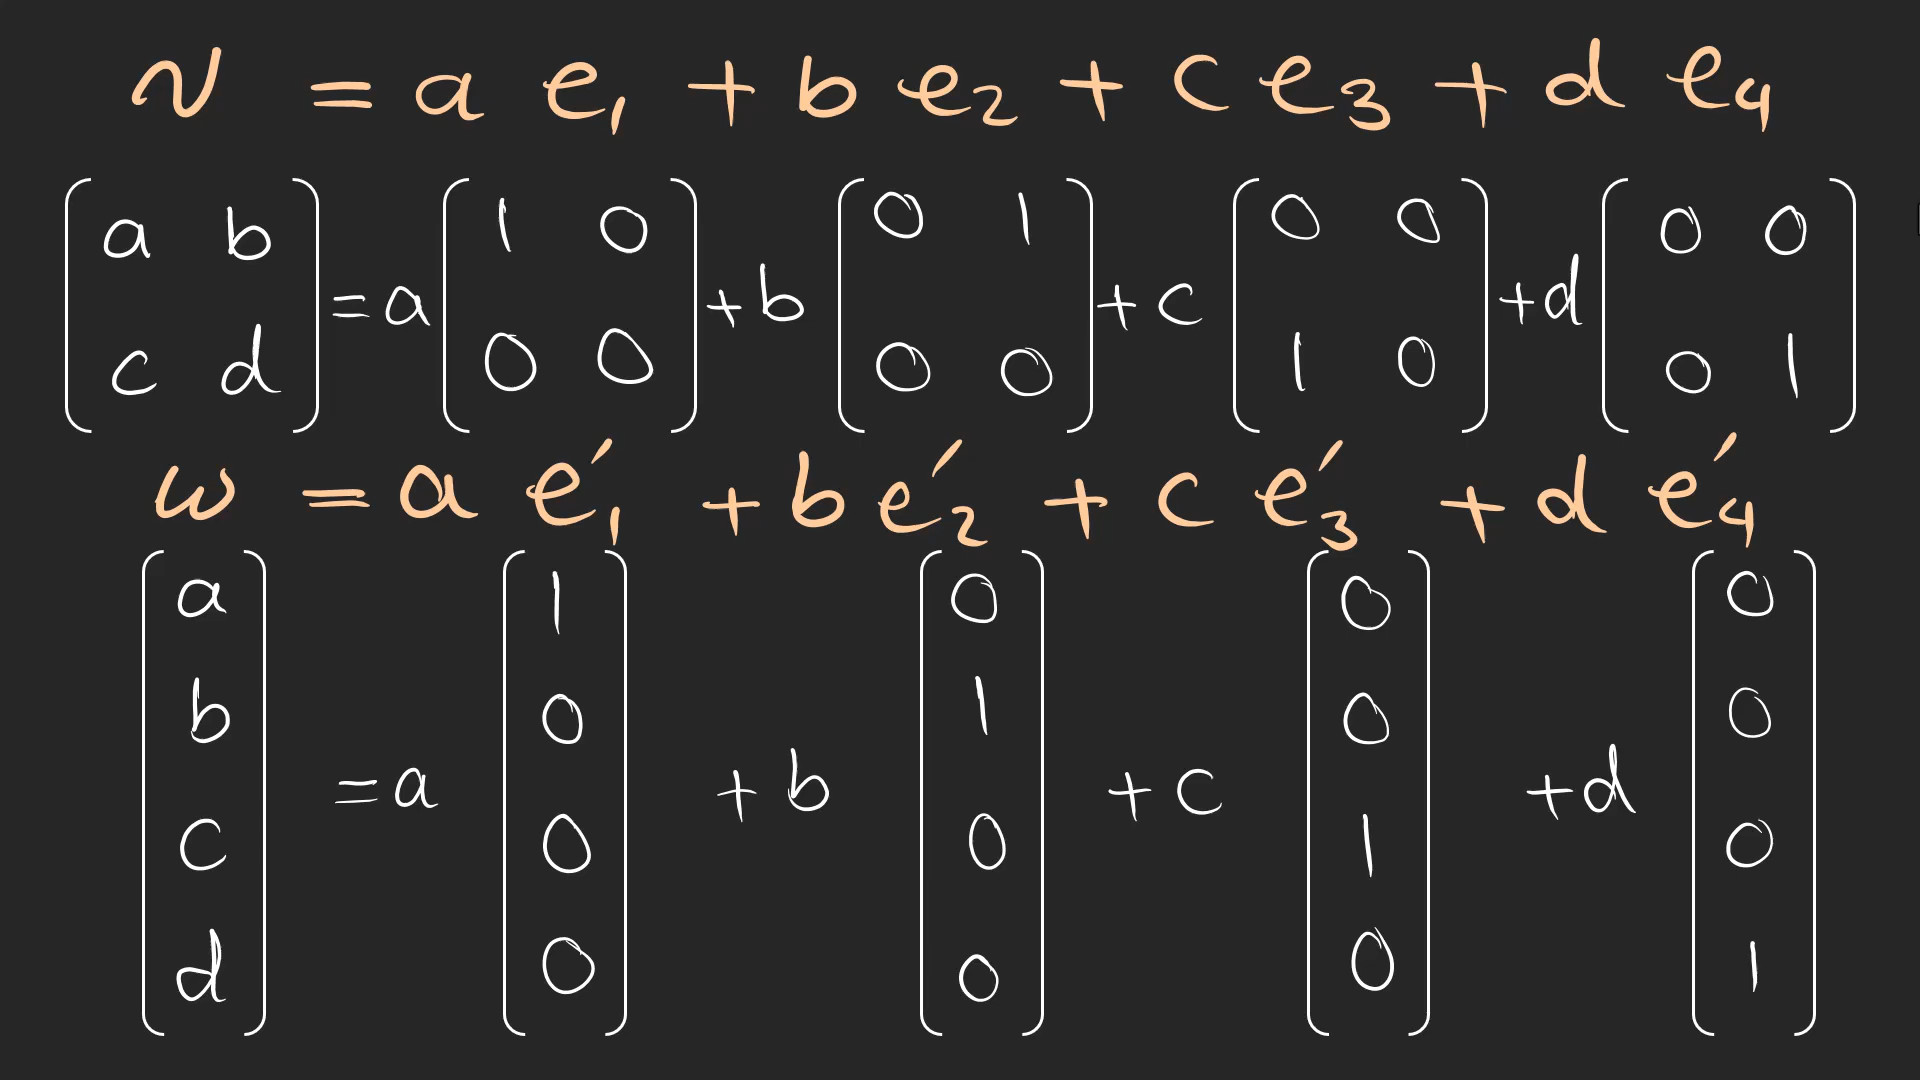 v = a e₁ + b e₂ + c e₃ + d e₄
[a b; c d] = a [1 0; 0 0] + b [0 1; 0 0] + c [0 0; 1 0] + d [0 0; 0 1]
w = a e′₁ + b e′₂ + c e′₃ + d e′₄
[a; b; c; d] = a [1; 0; 0; 0] + b [0; 1; 0; 0] + c [0; 0; 1; 0] + d [0; 0; 0; 1]